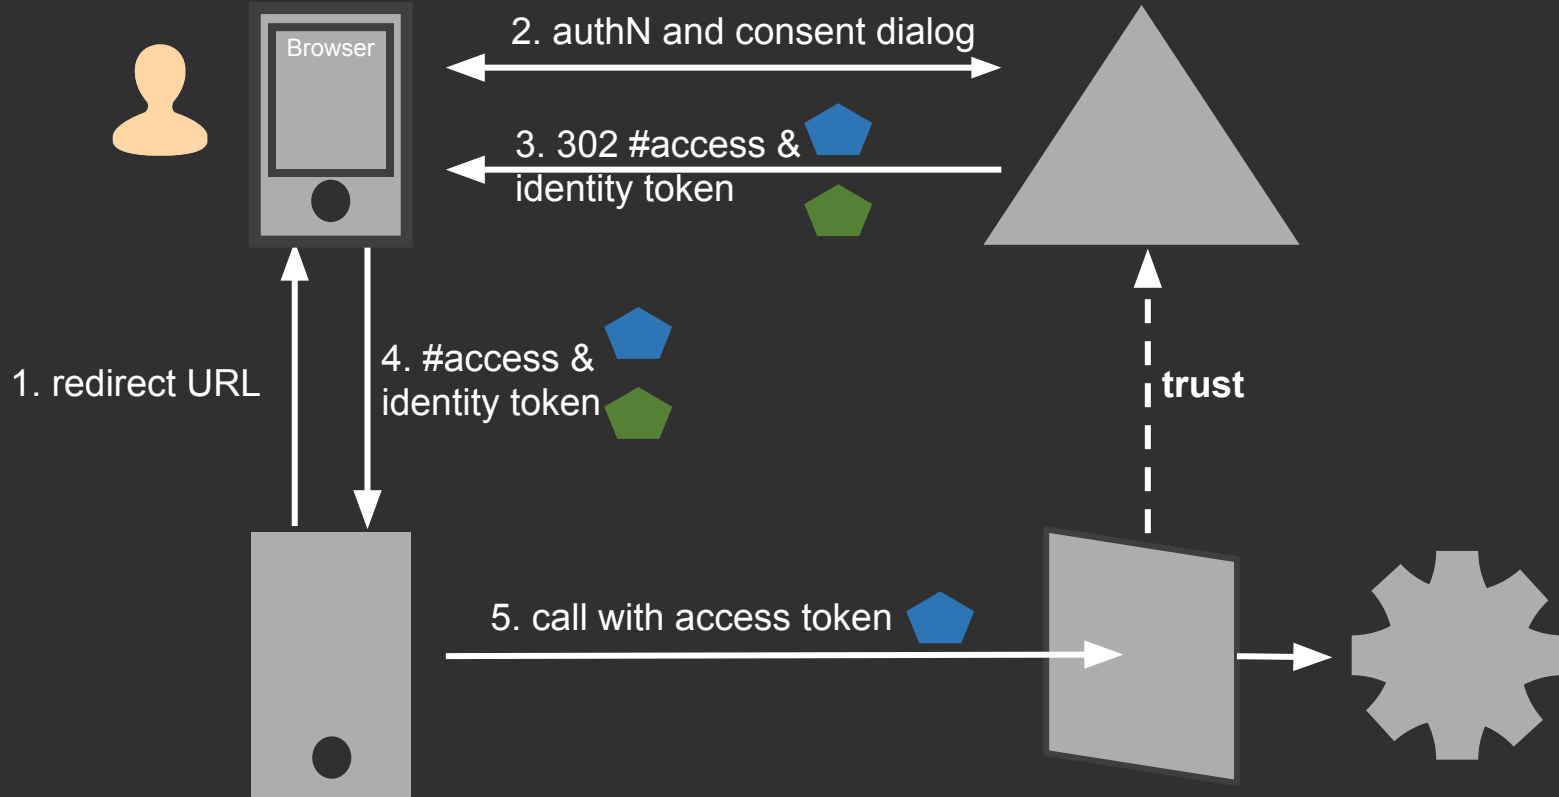 Browser
2. authN and consent dialog
3. 302 #access &
identity token
1. redirect URL
4. #access &
identity token
trust
5. call with access token